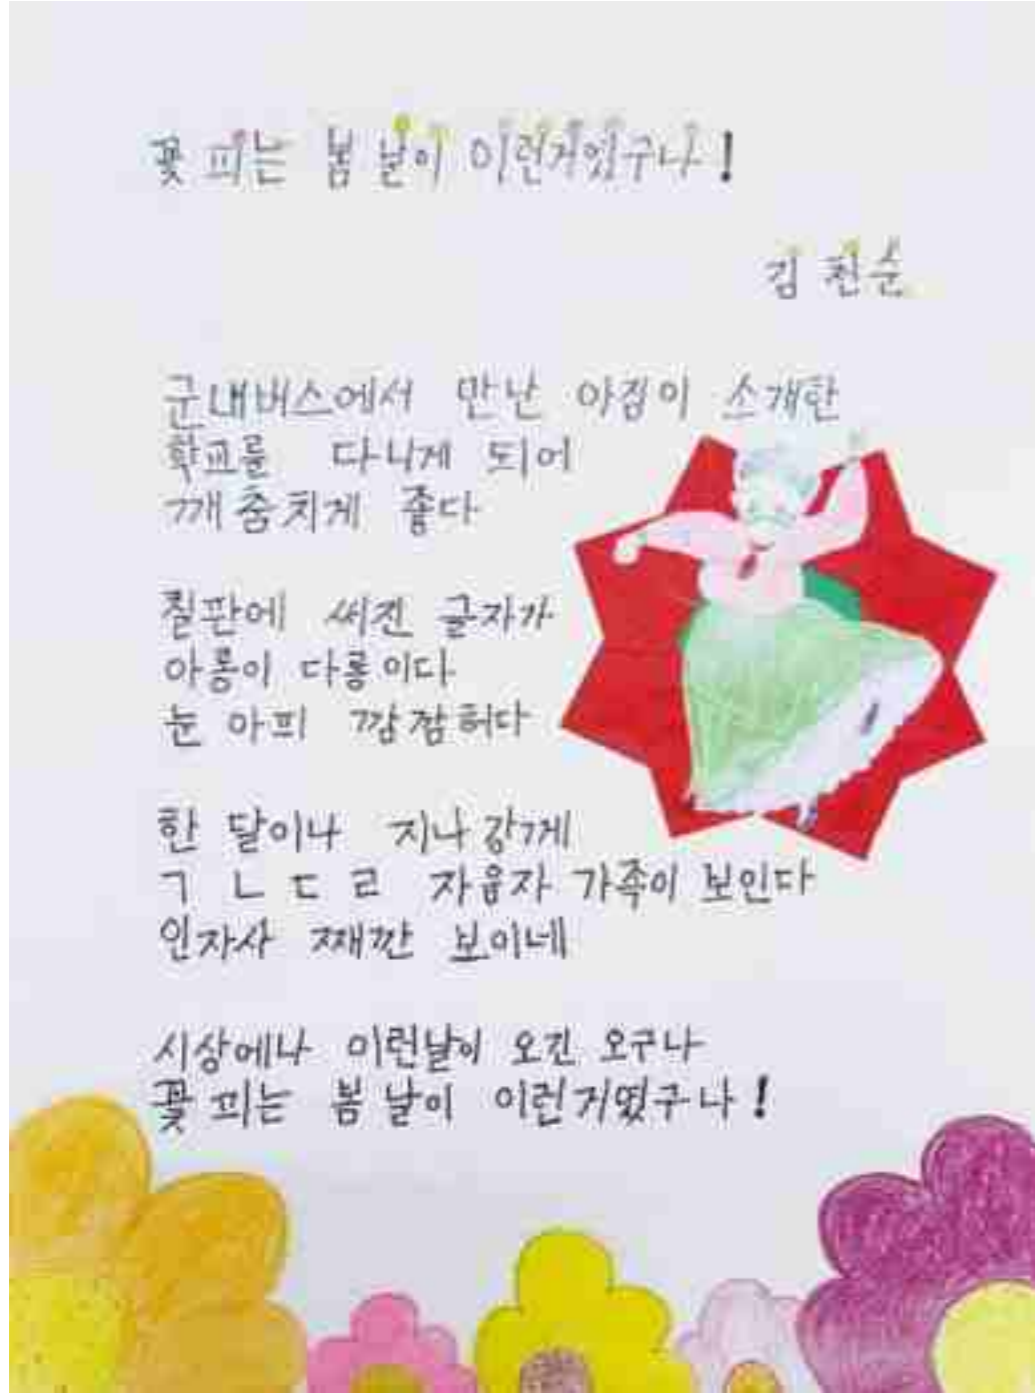 꽃 피는 봄 날이 이런거였구나!
김 천순
군내버스에서 만난 아점이 소개한
학교를 다니게 되어
깨춤치게 좋다
칠판에 써진 글자가
아롱이 다롱이다
눈 아피 깜잠허다
한 달이나 지나강게
ㄱ ㄴ ㄷ ㄹ 자음자 가족이 보인다
인자사 째깐 보이네
시상에나 이런날이 오긴 오구나
꽃 피는 봄 날이 이런거였구나!